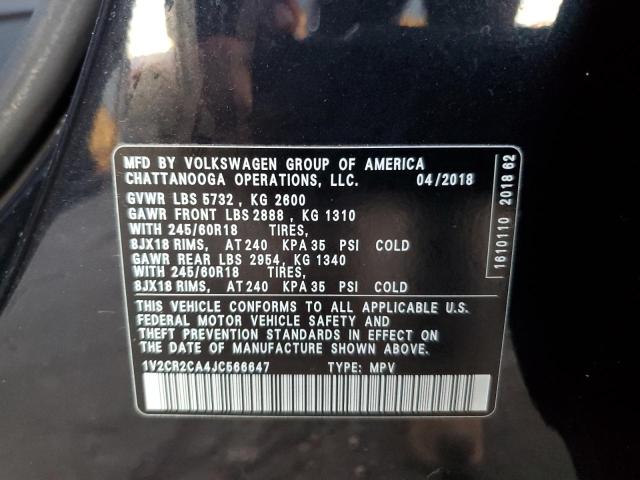 MFD BY VOLKSWAGEN GROUP OF AMERICA
CHATTANOOGA OPERATIONS, LLC. 04/2018
GVWR LBS 5732 , KG 2600
GAWR FRONT LBS 2888 , KG 1310
WITH 245/60R18 TIRES,
8JX18 RIMS, AT 240 KPA 35 PSI COLD
GAWR REAR LBS 2954, KG 1340
WITH 245/60R18 TIRES,
8JX18 RIMS, AT 240 KPA 35 PSI COLD
THIS VEHICLE CONFORMS TO ALL APPLICABLE U.S.
FEDERAL MOTOR VEHICLE SAFETY AND
THEFT PREVENTION STANDARDS IN EFFECT ON
THE DATE OF MANUFACTURE SHOWN ABOVE.
1V2CR2CA4JC566647 TYPE: MPV
1610110 2018 62